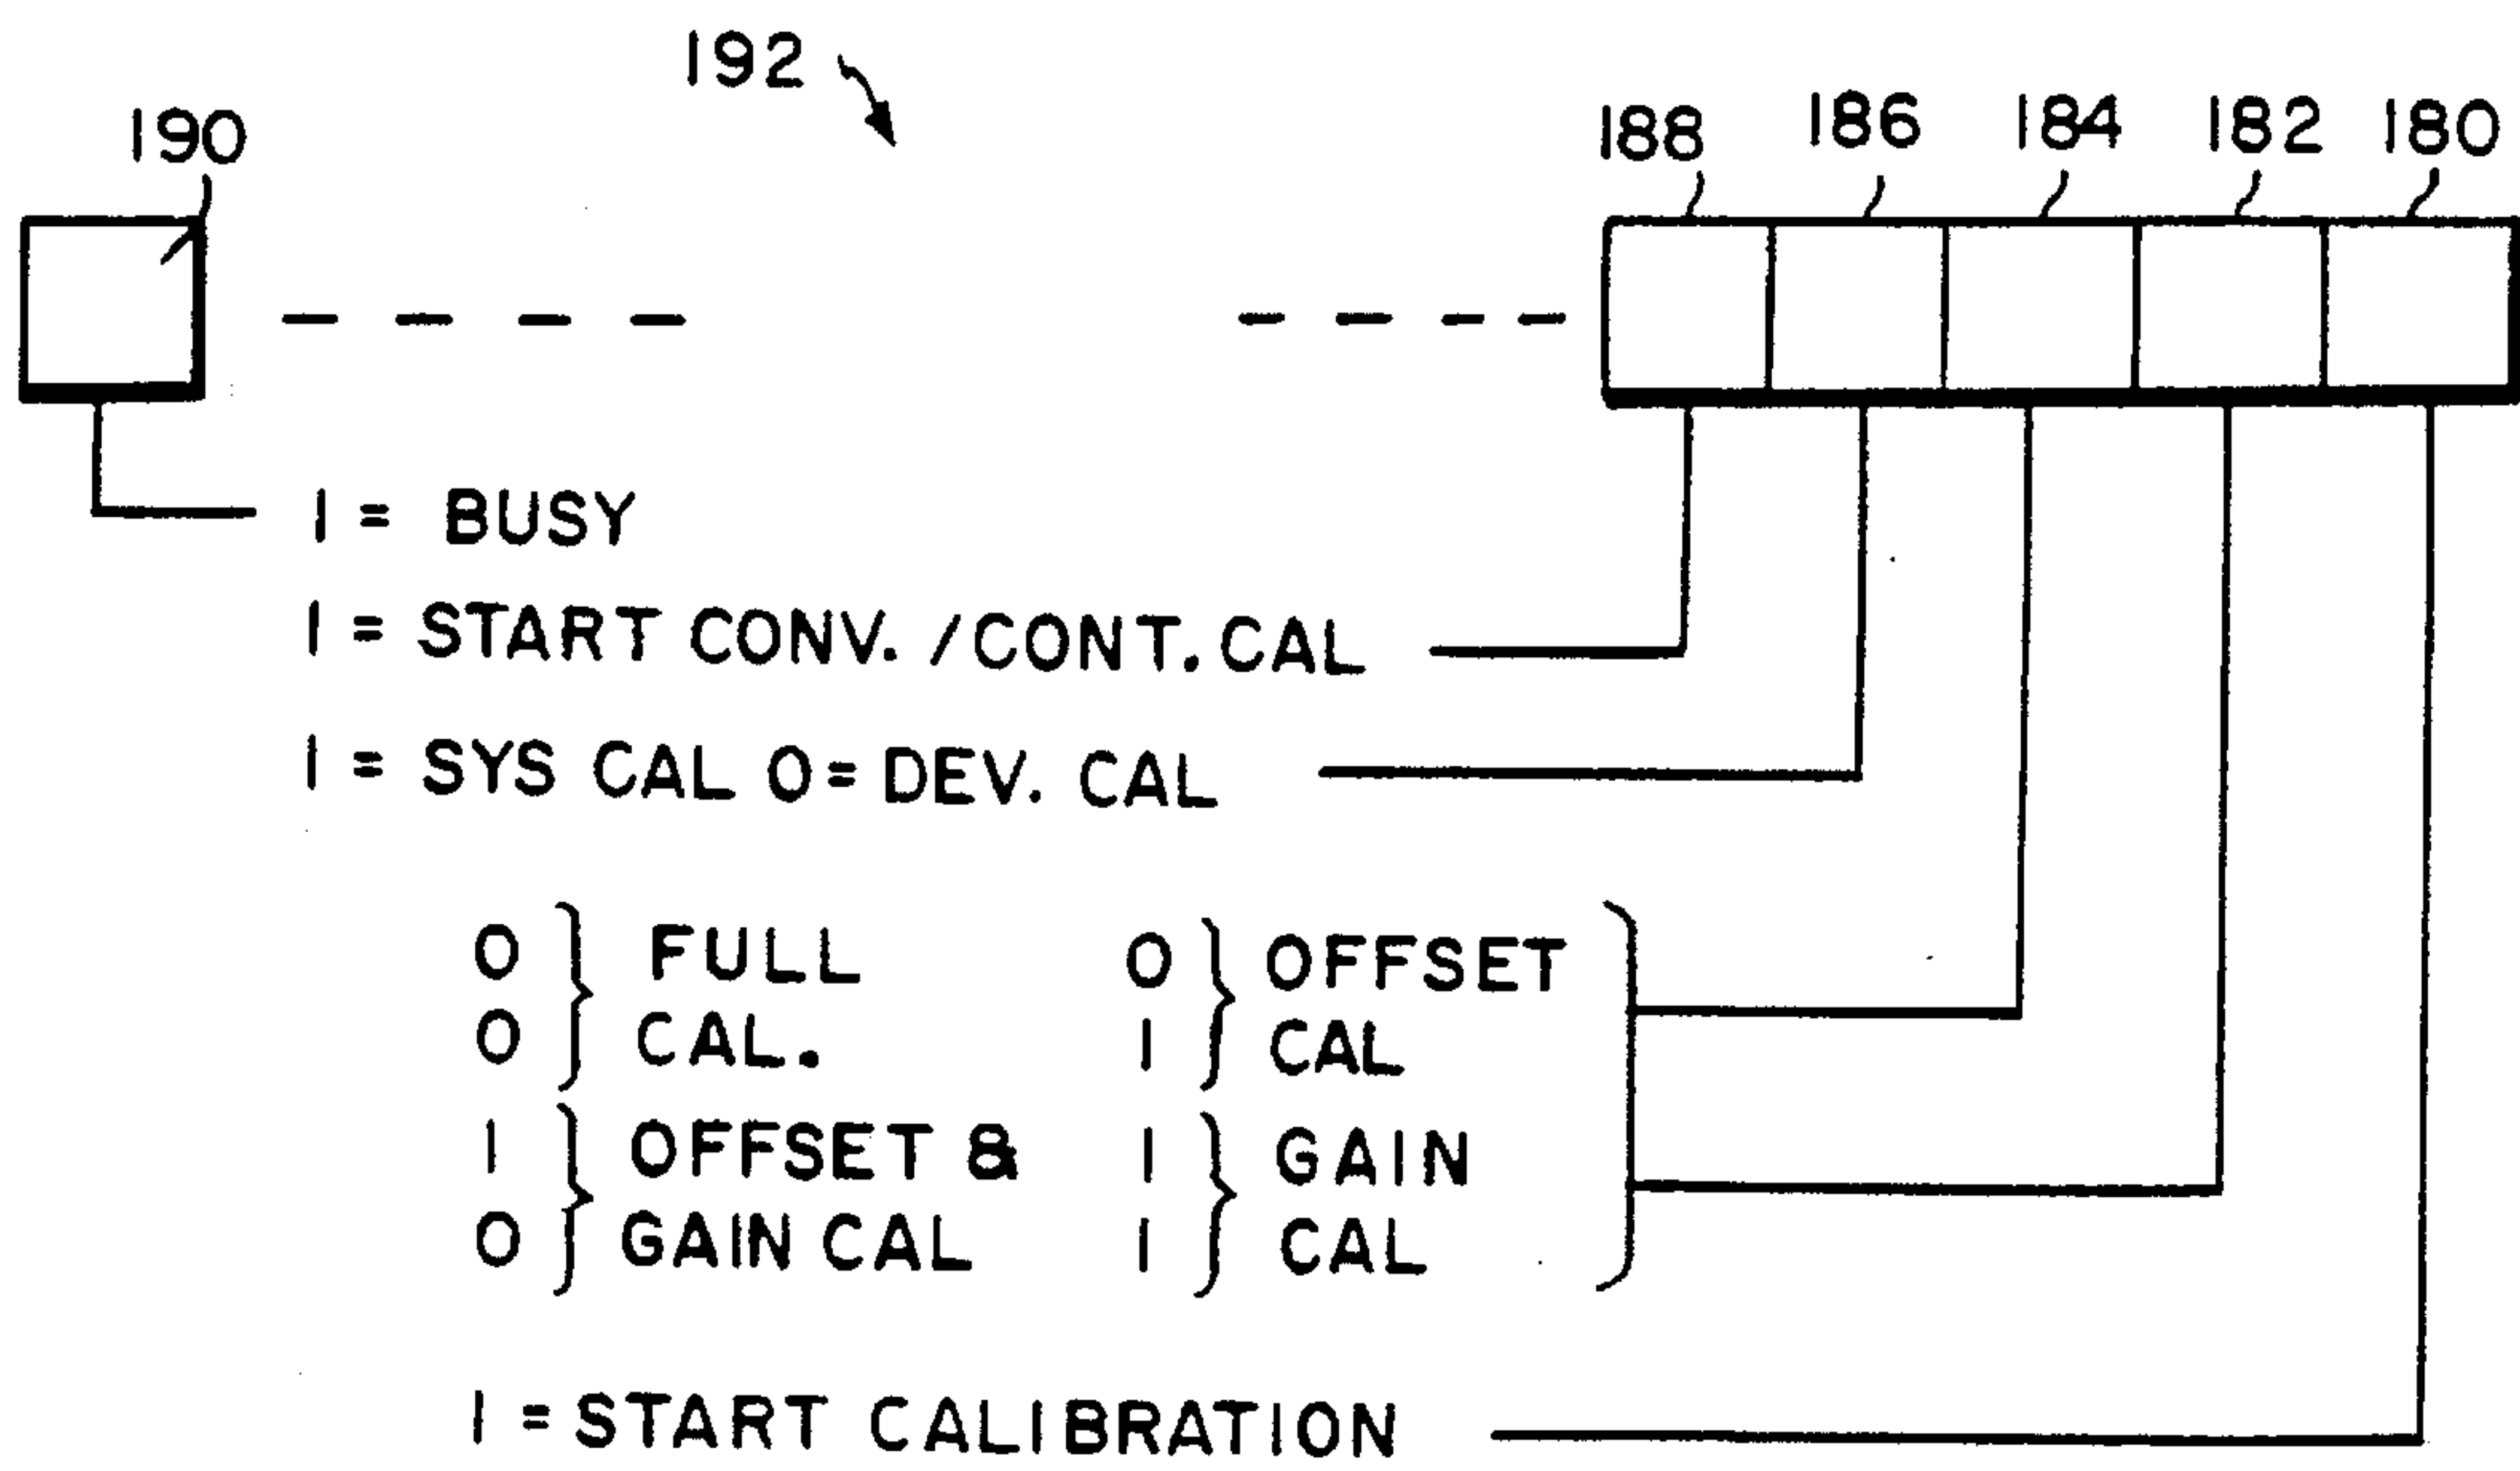 192
190
188 186 184 182 180
1 = BUSY
1 = START CONV. / CONT. CAL
1 = SYS CAL 0 = DEV. CAL
0 } FULL 0 } OFFSET
0 CAL. 1 CAL
1 } OFFSET & 1 } GAIN
0 GAIN CAL 1 CAL
1 = START CALIBRATION